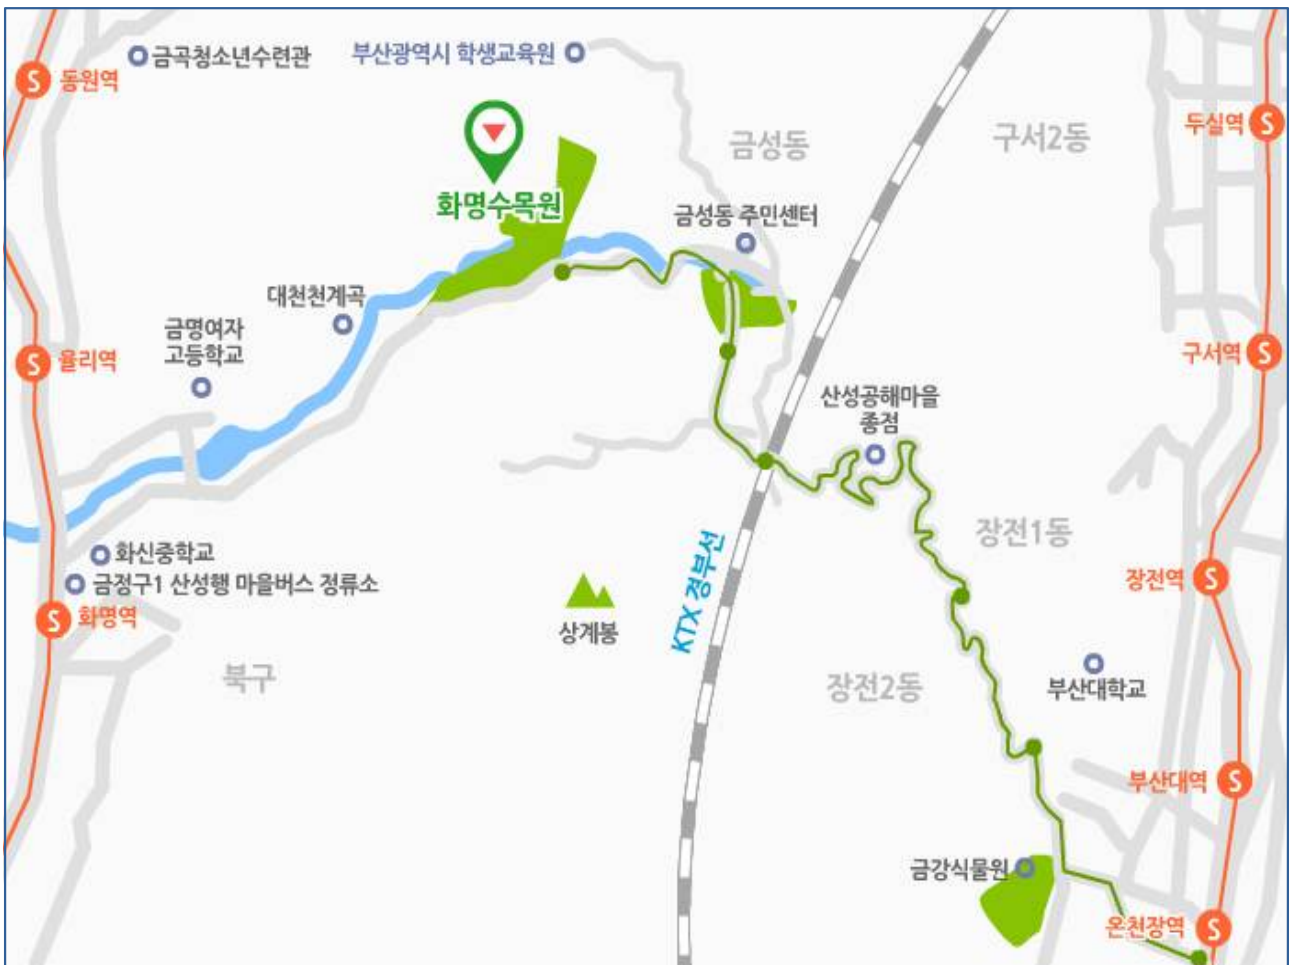 금곡청소년수련관
부산광역시 학생교육원
S 동원역
두실역 S
구서2동
금성동
화명수목원
금성동 주민센터
대천천계곡
금명여자
고등학교
S 율리역
구서역 S
산성공해마을
종점
장전1동
화신중학교
금정구1 산성행 마을버스 정류소
S 화명역
KTX 경부선
장전역 S
상계봉
북구
장전2동
부산대학교
부산대역 S
금강식물원
온천장역 S